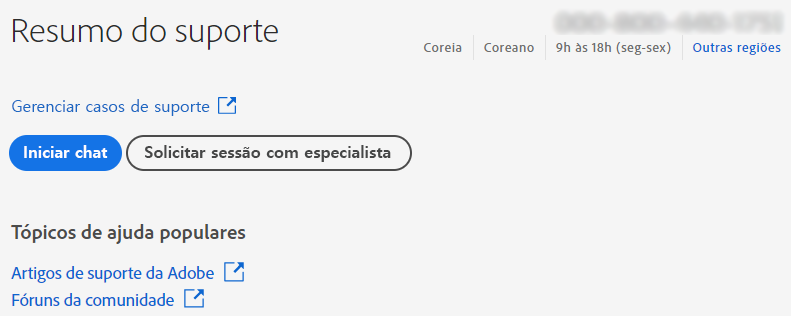 Resumo do suporte
Coreia Coreano 9h às 18h (seg-sex) Outras regiões
Gerenciar casos de suporte
Iniciar chat Solicitar sessão com especialista
Tópicos de ajuda populares
Artigos de suporte da Adobe
Fóruns da comunidade